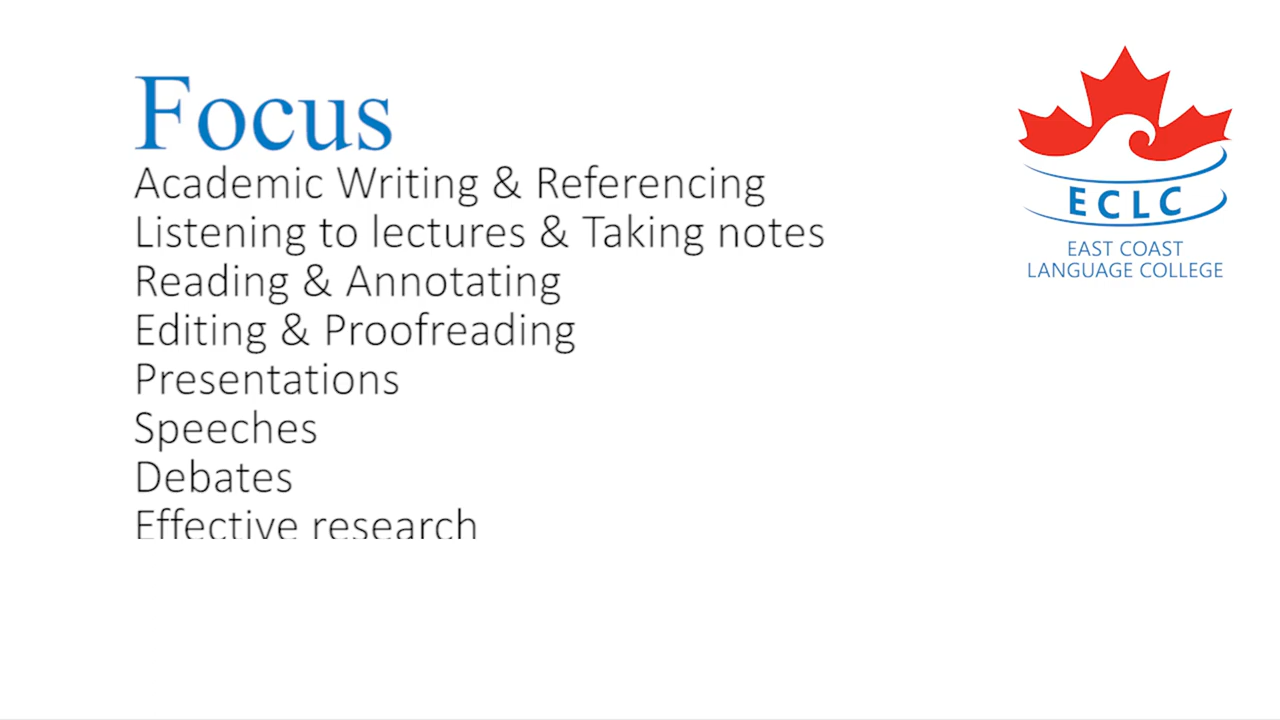 Focus
Academic Writing & Referencing
Listening to lectures & Taking notes
Reading & Annotating
Editing & Proofreading
Presentations
Speeches
Debates
Effective research
ECLC
EAST COAST
LANGUAGE COLLEGE